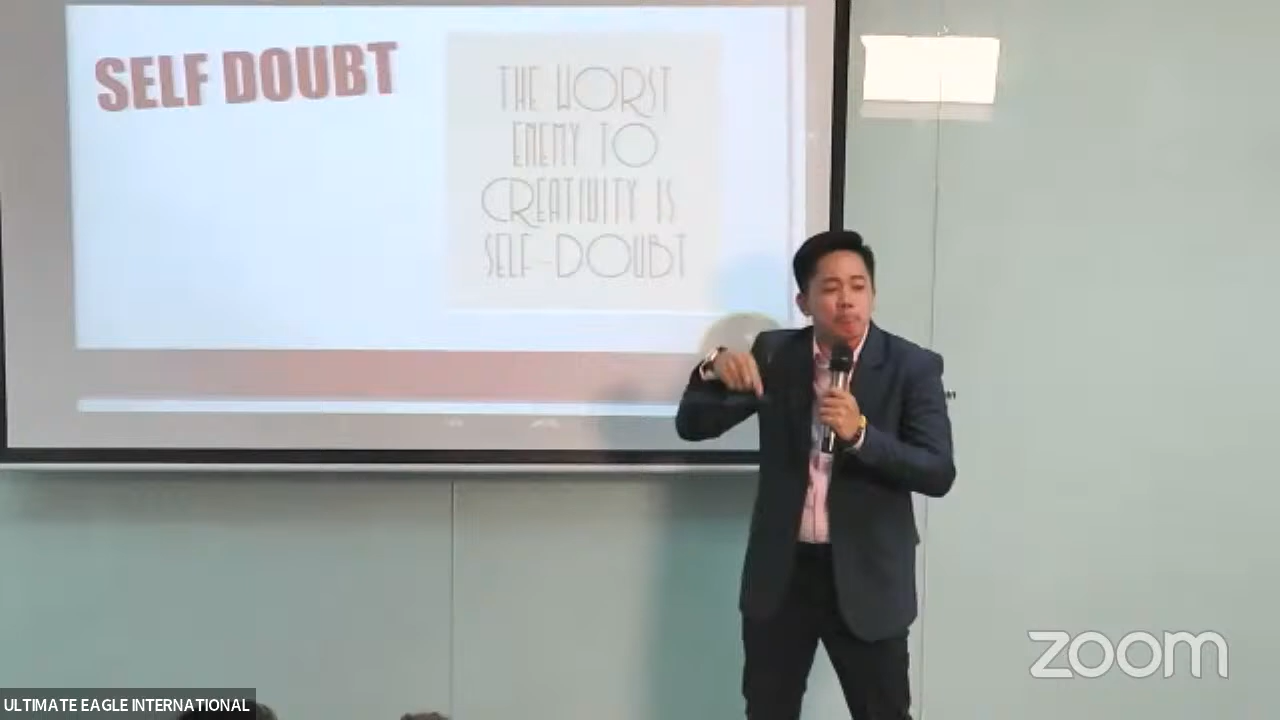 SELF DOUBT
THE WORST
ENEMY TO
CREATIVITY IS
SELF-DOUBT
zoom
ULTIMATE EAGLE INTERNATIONAL